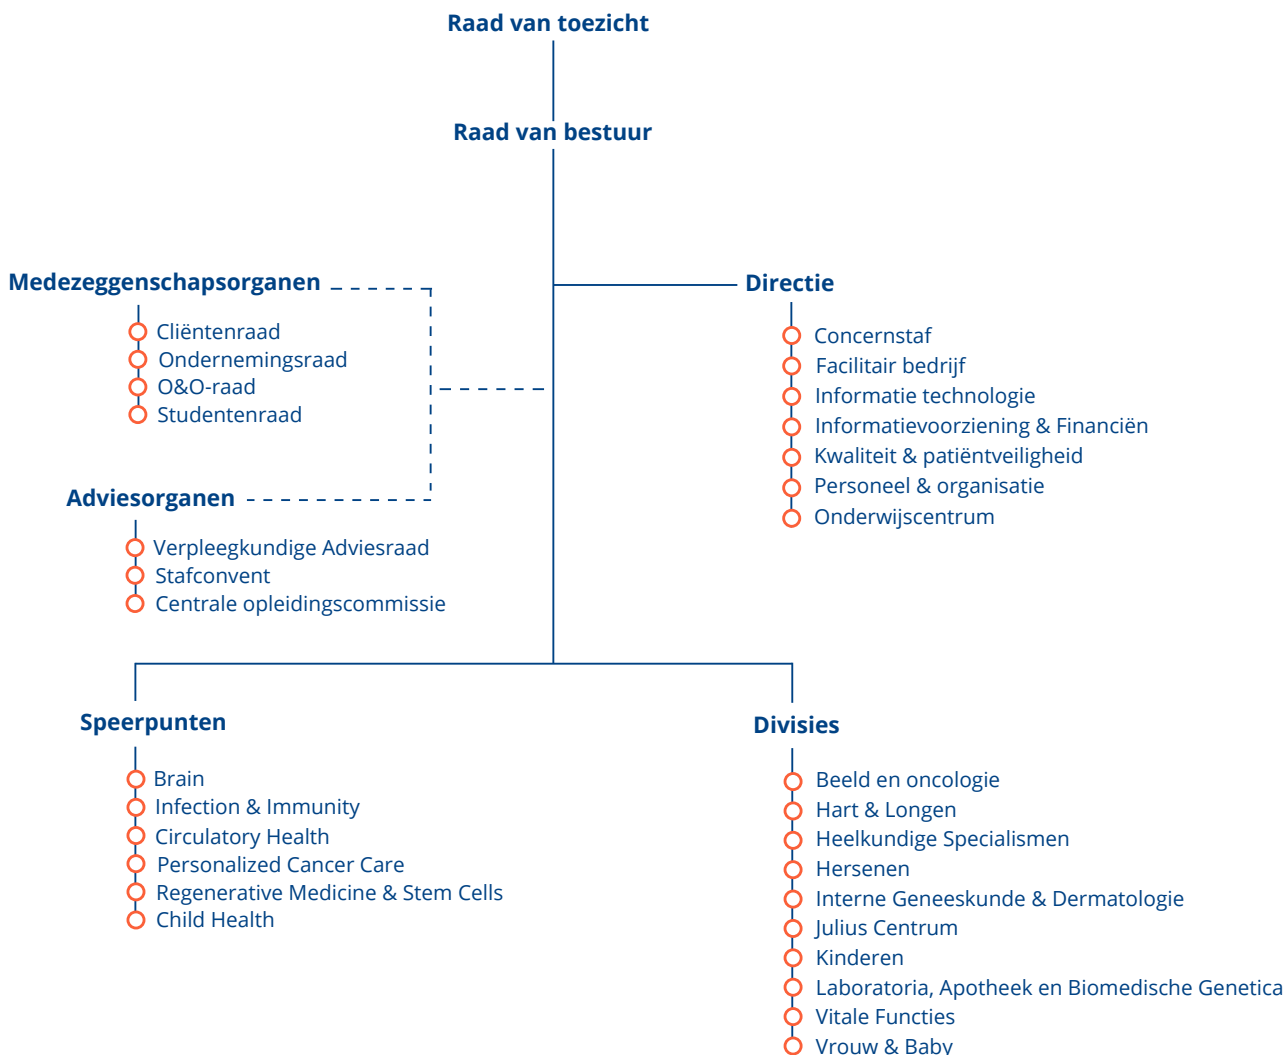 Raad van toezicht
Raad van bestuur
Medezeggenschapsorganen
Cliëntenraad
Ondernemingsraad
O&O-raad
Studentenraad
Adviesorganen
Verpleegkundige Adviesraad
Stafconvent
Centrale opleidingscommissie
Directie
Concernstaf
Facilitair bedrijf
Informatie technologie
Informatievoorziening & Financiën
Kwaliteit & patiëntveiligheid
Personeel & organisatie
Onderwijscentrum
Speerpunten
Brain
Infection & Immunity
Circulatory Health
Personalized Cancer Care
Regenerative Medicine & Stem Cells
Child Health
Divisies
Beeld en oncologie
Hart & Longen
Heelkundige Specialismen
Hersenen
Interne Geneeskunde & Dermatologie
Julius Centrum
Kinderen
Laboratoria, Apotheek en Biomedische Genetica
Vitale Functies
Vrouw & Baby